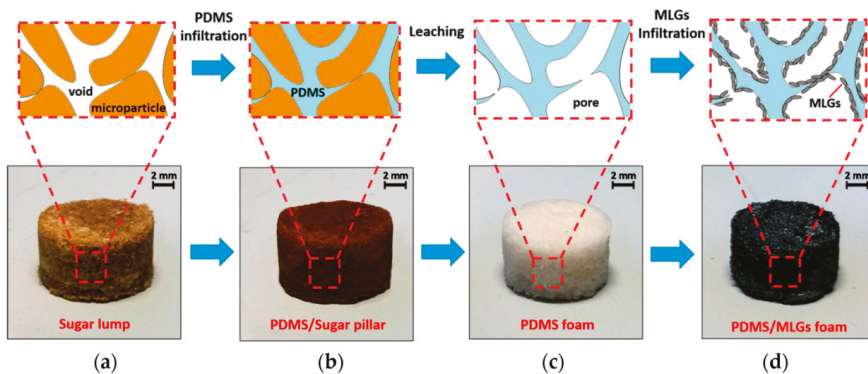 PDMS
infiltration
Leaching
MLGs
Infiltration
void
microparticle
PDMS
pore
MLGs
2 mm
2 mm
2 mm
2 mm
Sugar lump
PDMS/Sugar pillar
PDMS foam
PDMS/MLGs foam
(a)
(b)
(c)
(d)